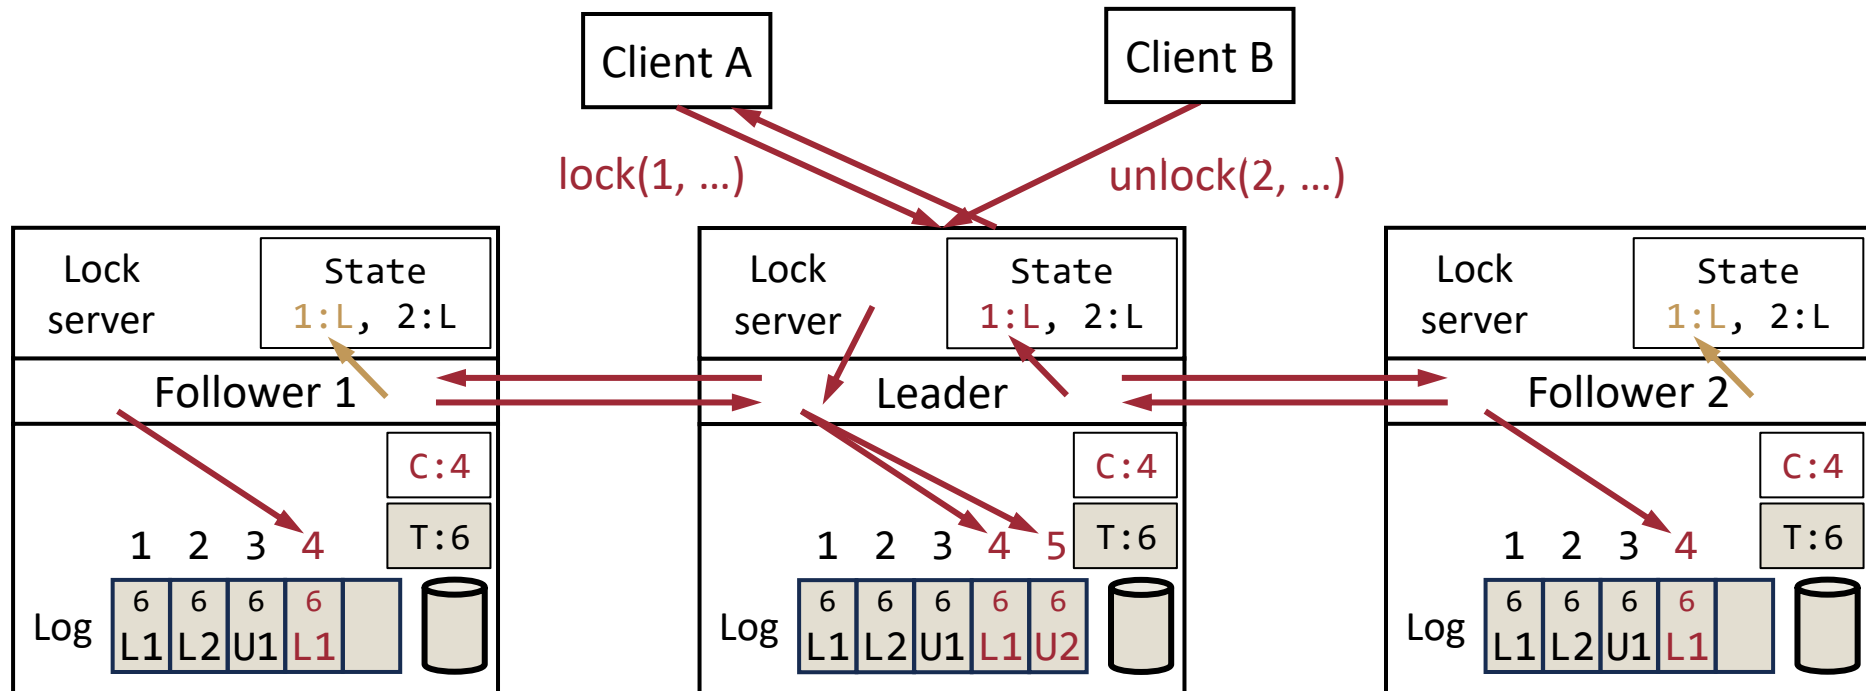 Client A
Client B
lock(1, …)
unlock(2, …)
Lock
server
State
1:L, 2:L
Follower 1
C:4
T:6
1 2 3 4
Log
6 6 6 6
L1 L2 U1 L1
Lock
server
State
1:L, 2:L
Leader
C:4
T:6
1 2 3 4 5
Log
6 6 6 6 6
L1 L2 U1 L1 U2
Lock
server
State
1:L, 2:L
Follower 2
C:4
T:6
1 2 3 4
Log
6 6 6 6
L1 L2 U1 L1